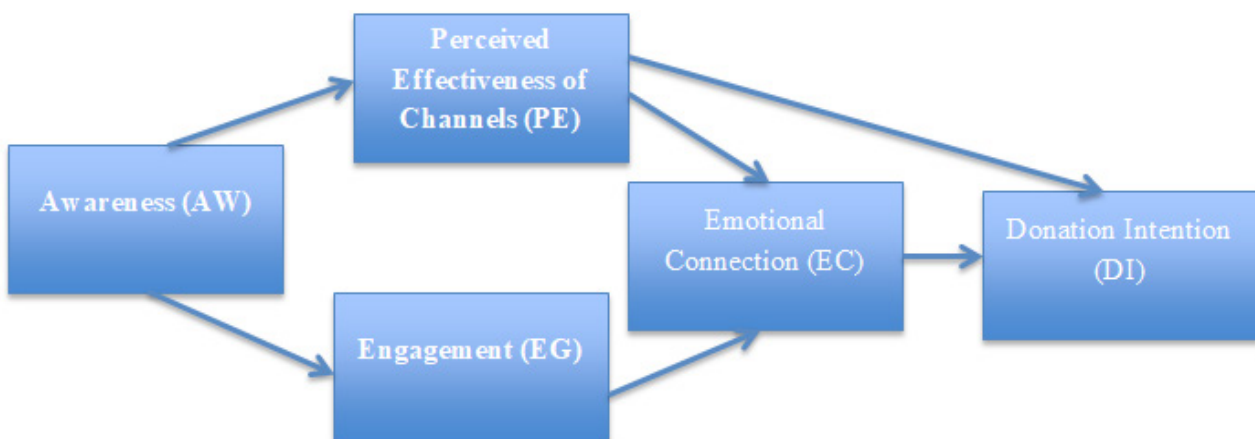 Perceived
Effectiveness of
Channels (PE)
Awareness (AW)
Emotional
Connection (EC)
Donation Intention
(DI)
Engagement (EG)